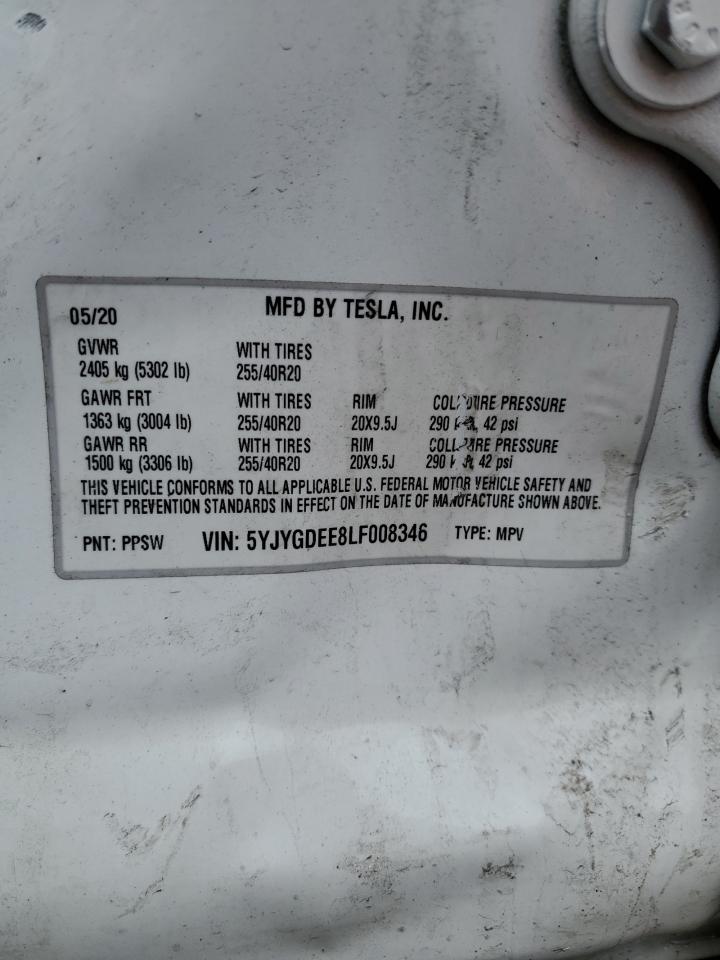 05/20 MFD BY TESLA, INC.
GVWR WITH TIRES
2405 kg (5302 lb) 255/40R20
GAWR FRT WITH TIRES RIM PRESSURE
1363 kg (3004 lb) 255/40R20 20X9.5J 290 42 psi
GAWR RR WITH TIRES RIM PRESSURE
1500 kg (3306 lb) 255/40R20 20X9.5J 290 42 psi
THIS VEHICLE CONFORMS TO ALL APPLICABLE U.S. FEDERAL MOTOR VEHICLE SAFETY AND
THEFT PREVENTION STANDARDS IN EFFECT ON THE DATE OF MANUFACTURE SHOWN ABOVE.
PNT: PPSW VIN: 5YJYGDEE8LF008346 TYPE: MPV